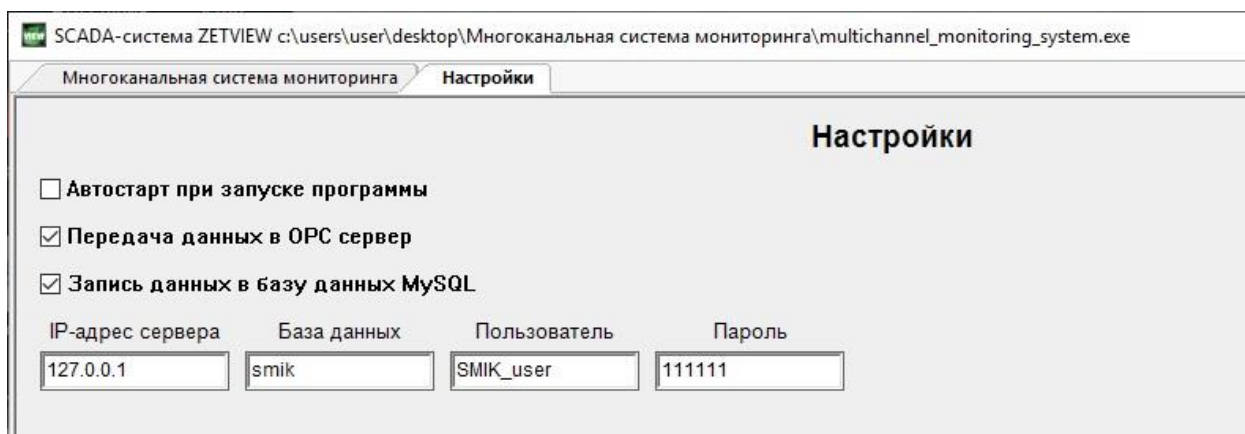 SCADA-система ZETVIEW c:\users\user\desktop\Многоканальная система мониторинга\multichannel_monitoring_system.exe
Многоканальная система мониторинга Настройки
Настройки
Автостарт при запуске программы
Передача данных в OPC сервер
Запись данных в базу данных MySQL
IP-адрес сервера База данных Пользователь Пароль
127.0.0.1 smik SMIK_user 111111